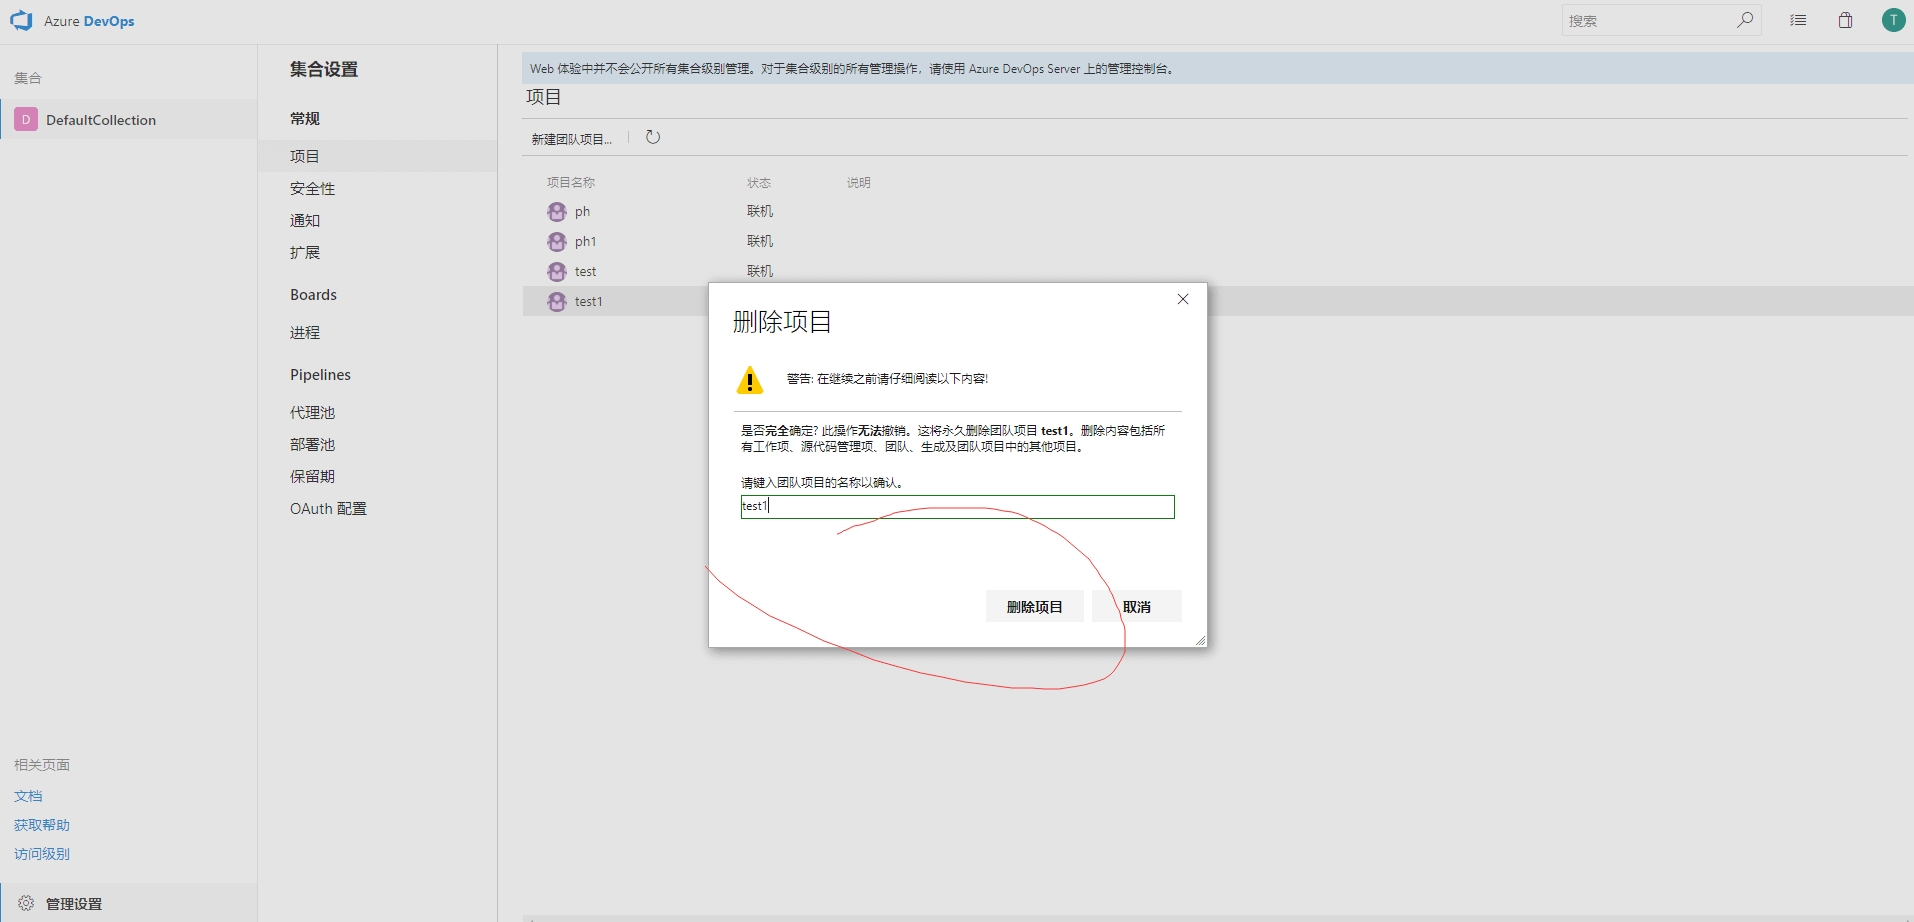 Azure DevOps
搜索
T
集合
D DefaultCollection
集合设置
常规
项目
安全性
通知
扩展
Boards
进程
Pipelines
代理池
部署池
保留期
OAuth 配置
Web 体验中并不会公开所有集合级别管理。对于集合级别的所有管理操作，请使用 Azure DevOps Server 上的管理控制台。
项目
新建团队项目...
项目名称 状态 说明
ph 联机
ph1 联机
test 联机
test1
删除项目
警告: 在继续之前请仔细阅读以下内容!
是否完全确定? 此操作无法撤销。这将永久删除团队项目 test1。删除内容包括所
有工作项、源代码管理项、团队、生成及团队项目中的其他项目。
请键入团队项目的名称以确认。
test1
删除项目 取消
相关页面
文档
获取帮助
访问级别
管理设置